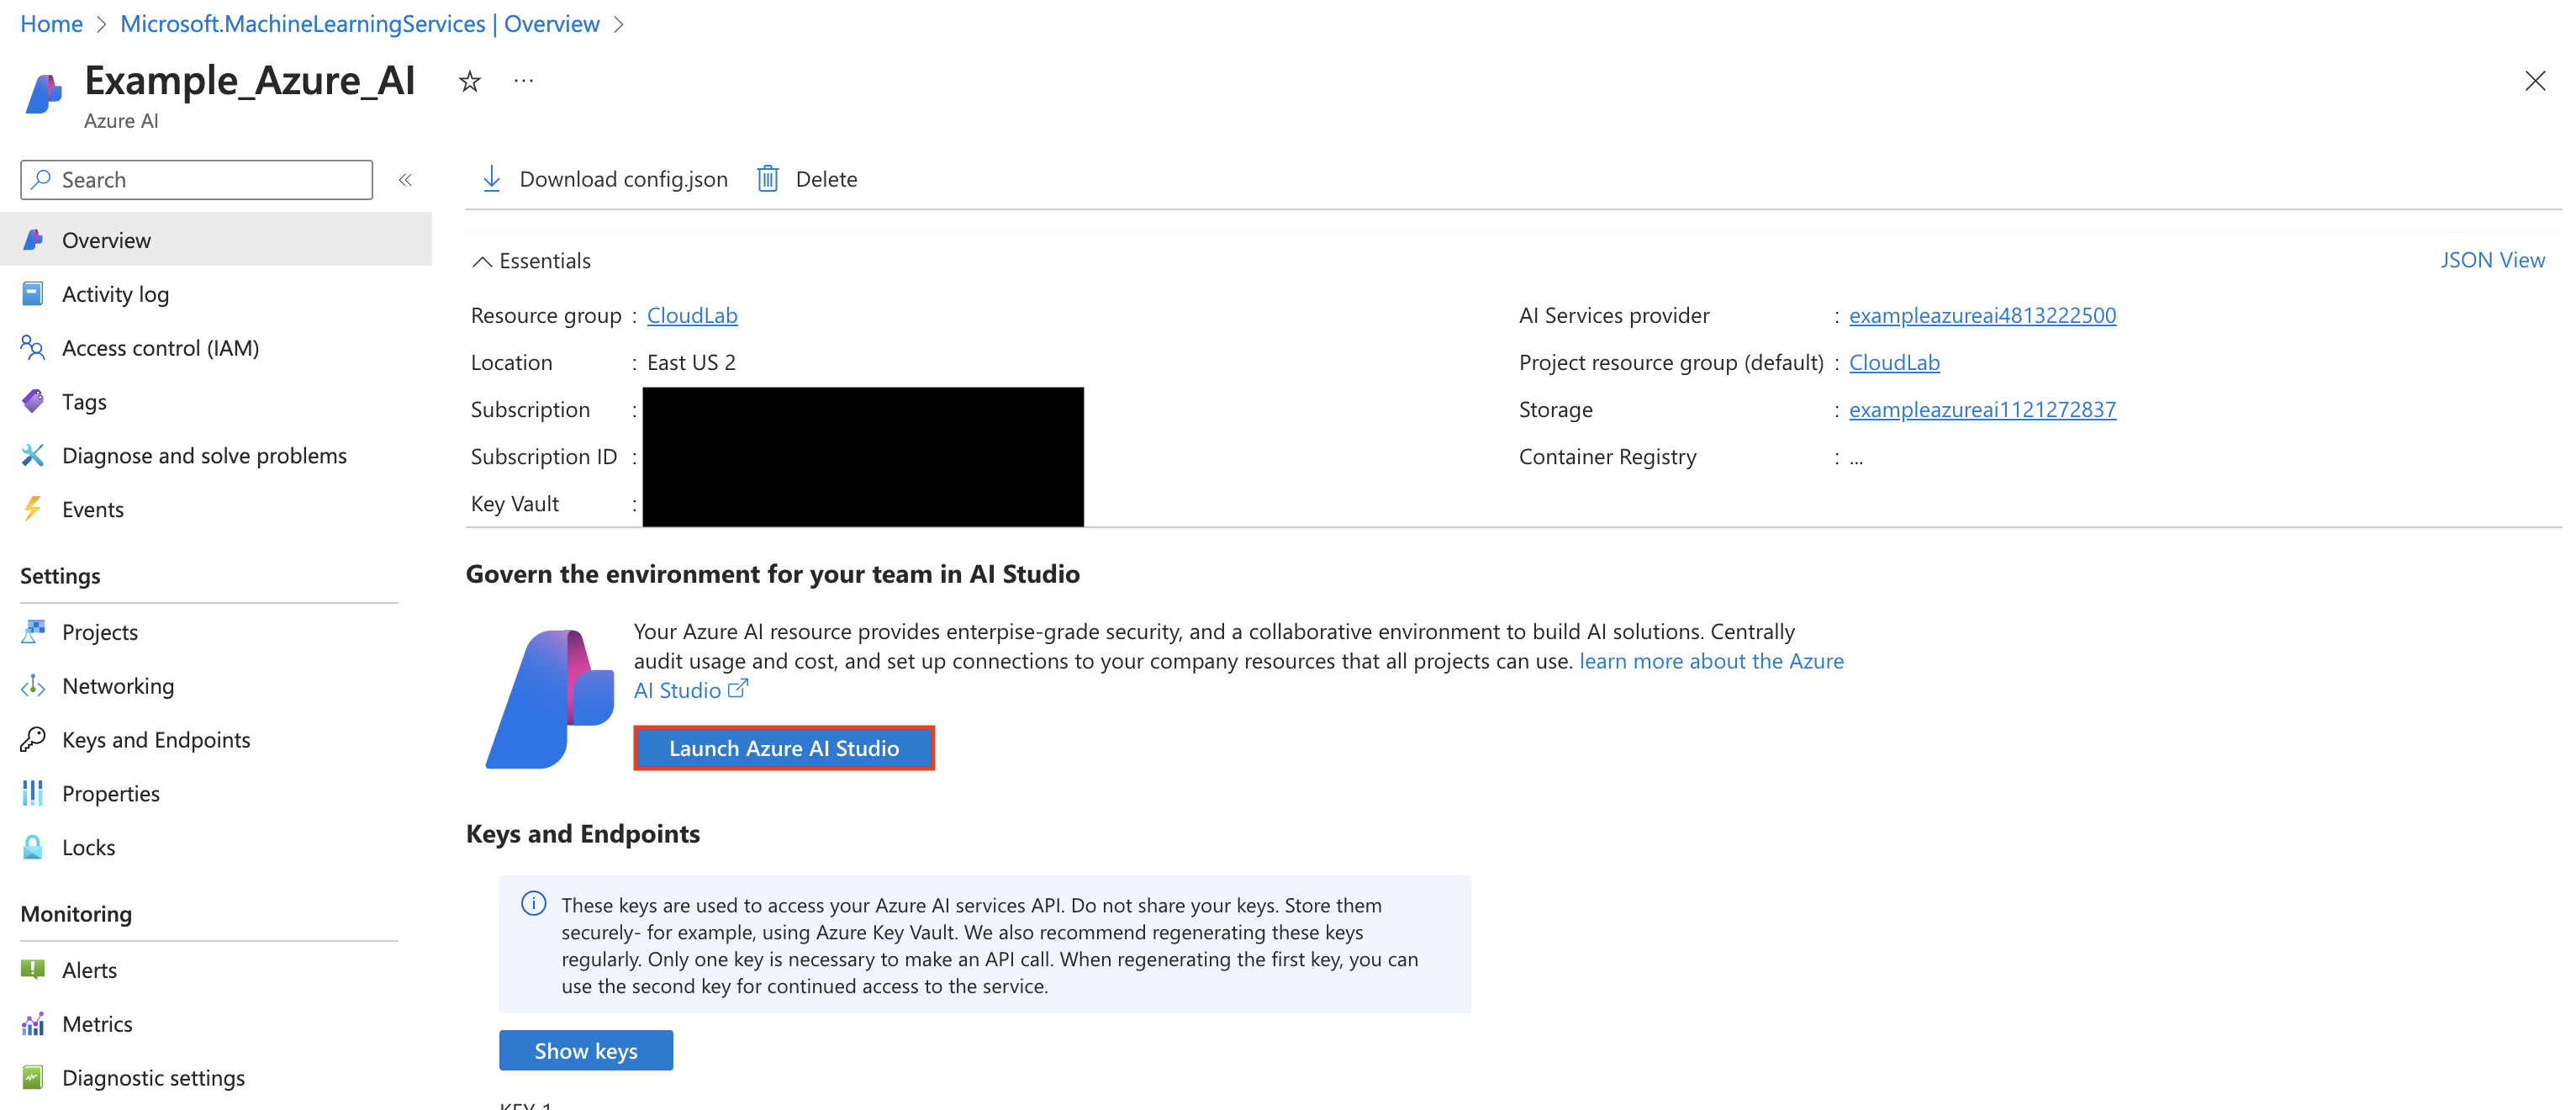 Home > Microsoft.MachineLearningServices | Overview >
Example_Azure_AI
Azure AI
Search
Download config.json Delete
Overview
Activity log
Access control (IAM)
Tags
Diagnose and solve problems
Events
Settings
Projects
Networking
Keys and Endpoints
Properties
Locks
Monitoring
Alerts
Metrics
Diagnostic settings
Essentials
JSON View
Resource group : CloudLab
Location : East US 2
Subscription :
Subscription ID :
Key Vault :
AI Services provider : exampleazureai4813222500
Project resource group (default) : CloudLab
Storage : exampleazureai1121272837
Container Registry : ...
Govern the environment for your team in AI Studio
Your Azure AI resource provides enterpise-grade security, and a collaborative environment to build AI solutions. Centrally
audit usage and cost, and set up connections to your company resources that all projects can use. learn more about the Azure
AI Studio
Launch Azure AI Studio
Keys and Endpoints
These keys are used to access your Azure AI services API. Do not share your keys. Store them
securely- for example, using Azure Key Vault. We also recommend regenerating these keys
regularly. Only one key is necessary to make an API call. When regenerating the first key, you can
use the second key for continued access to the service.
Show keys
KEY 1